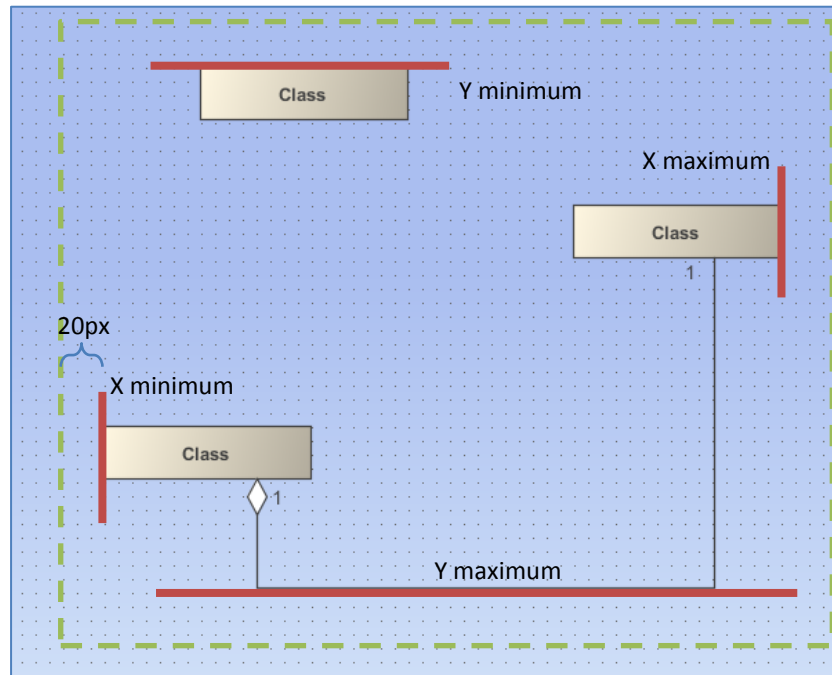 Class
Y minimum
X maximum
Class
1
20px
X minimum
Class
1
Y maximum